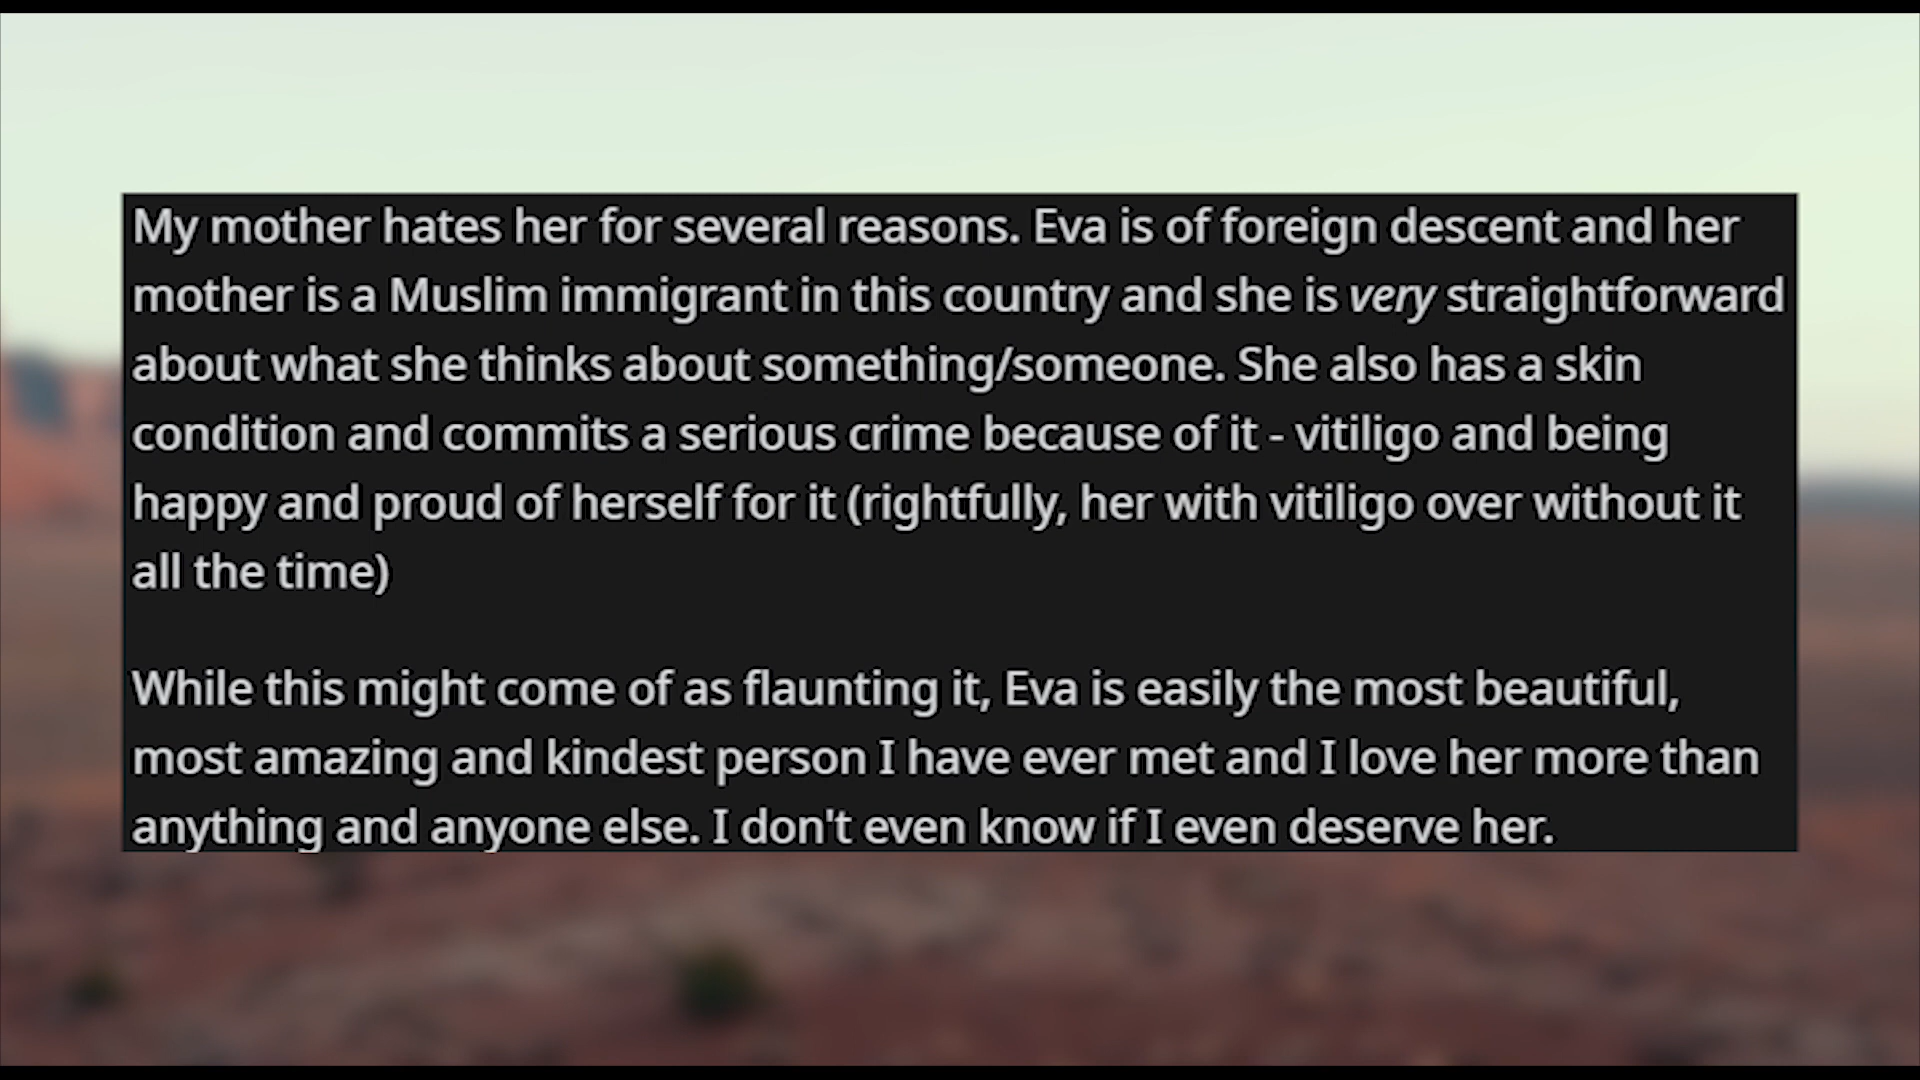 My mother hates her for several reasons. Eva is of foreign descent and her
mother is a Muslim immigrant in this country and she is very straightforward
about what she thinks about something/someone. She also has a skin
condition and commits a serious crime because of it - vitiligo and being
happy and proud of herself for it (rightfully, her with vitiligo over without it
all the time)
While this might come of as flaunting it, Eva is easily the most beautiful,
most amazing and kindest person I have ever met and I love her more than
anything and anyone else. I don't even know if I even deserve her.